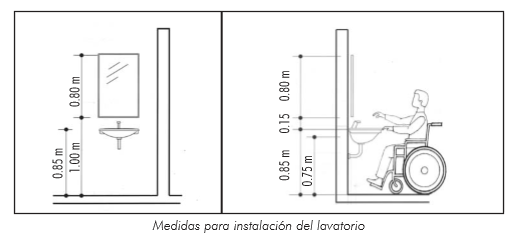 0.80 m
0.85 m
1.00 m
0.80 m
0.15
0.85 m
0.75 m
Medidas para instalación del lavatorio